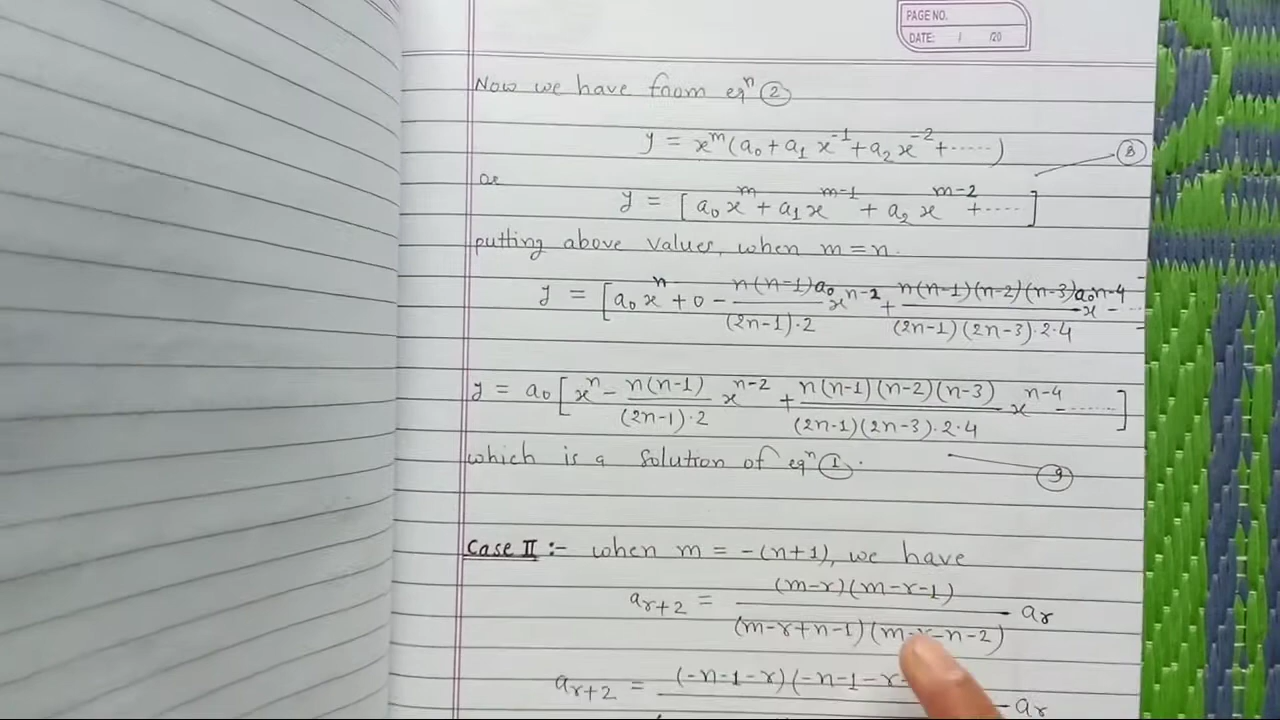 PAGE NO.
DATE: / /20
Now we have from eqⁿ ②
y = x^m (a₀ + a₁ x^-1 + a₂ x^-2 + .....)
⑧
or
y = [a₀ x^m + a₁ x^m-1 + a₂ x^m-2 + ....]
putting above values, when m = n.
y = [a₀ x^n + 0 - n(n-1)a₀/(2n-1)·2 x^n-2 + n(n-1)(n-2)(n-3)a₀/(2n-1)(2n-3)·2·4 x^n-4 - ...
y = a₀ [x^n - n(n-1)/(2n-1)·2 x^n-2 + n(n-1)(n-2)(n-3)/(2n-1)(2n-3)·2·4 x^n-4 - .......]
which is a solution of eqⁿ ①.
⑨
Case II :- when m = -(n+1), we have
a_r+2 = (m-r)(m-r-1)/(m-r+n-1)(m-r-n-2) a_r
a_r+2 = (-n-1-r)(-n-1-r- a_r